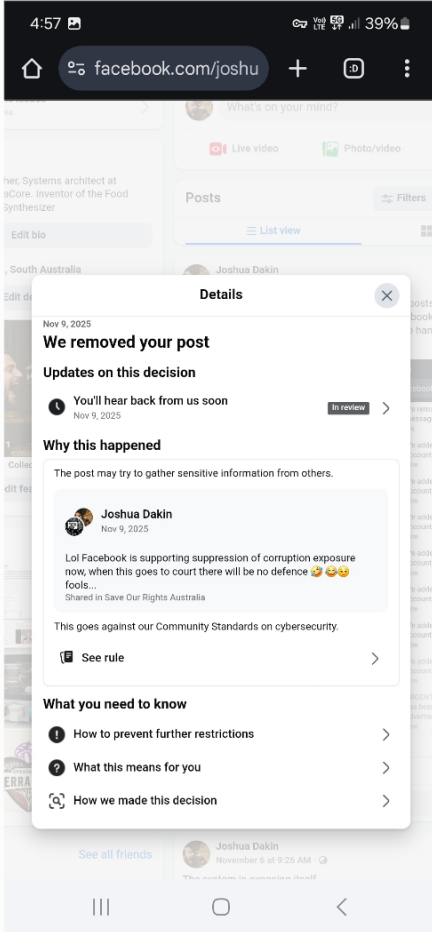 4:57
Vo) LTE 5G 39%
facebook.com/joshu
:D
What's on your mind?
Live video
Photo/video
her, Systems architect at
aCore. Inventor of the Food
Synthesizer
Posts
Filters
Edit bio
List view
, South Australia
Joshua Dakin
Details
Nov 9, 2025
We removed your post
Updates on this decision
You'll hear back from us soon
Nov 9, 2025
In review
Why this happened
The post may try to gather sensitive information from others.
Joshua Dakin
Nov 9, 2025
Lol Facebook is supporting suppression of corruption exposure
now, when this goes to court there will be no defence 🤣😂😉
fools...
Shared in Save Our Rights Australia
This goes against our Community Standards on cybersecurity.
See rule
What you need to know
How to prevent further restrictions
What this means for you
How we made this decision
See all friends
Joshua Dakin
November 6 at 9:26 AM
The system is exposing itself